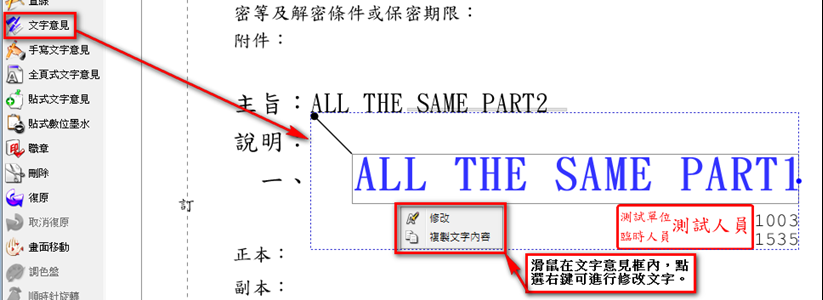 直線
文字意見
手寫文字意見
全頁式文字意見
貼式文字意見
貼式數位墨水
職章
刪除
復原
取消復原
畫面移動
調色盤
順時針旋轉
訂
密等及解密條件或保密期限：
附件：
主旨：ALL THE SAME PART2
說明：
ALL THE SAME PART1
一、
修改
複製文字內容
測試單位
臨時人員
測試人員
1003
1535
正本：
副本：
滑鼠在文字意見框內，點
選右鍵可進行修改文字。